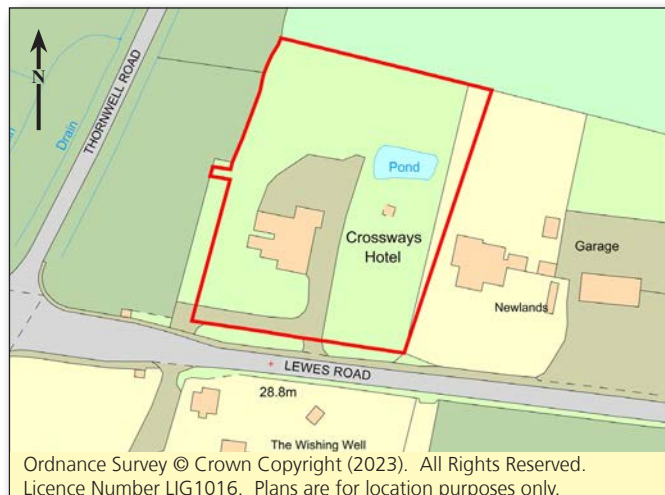 N
THORNWELL ROAD
Drain
Pond
Crossways
Hotel
Garage
Newlands
LEWES ROAD
28.8m
The Wishing Well
Ordnance Survey © Crown Copyright (2023). All Rights Reserved.
Licence Number LIG1016. Plans are for location purposes only.